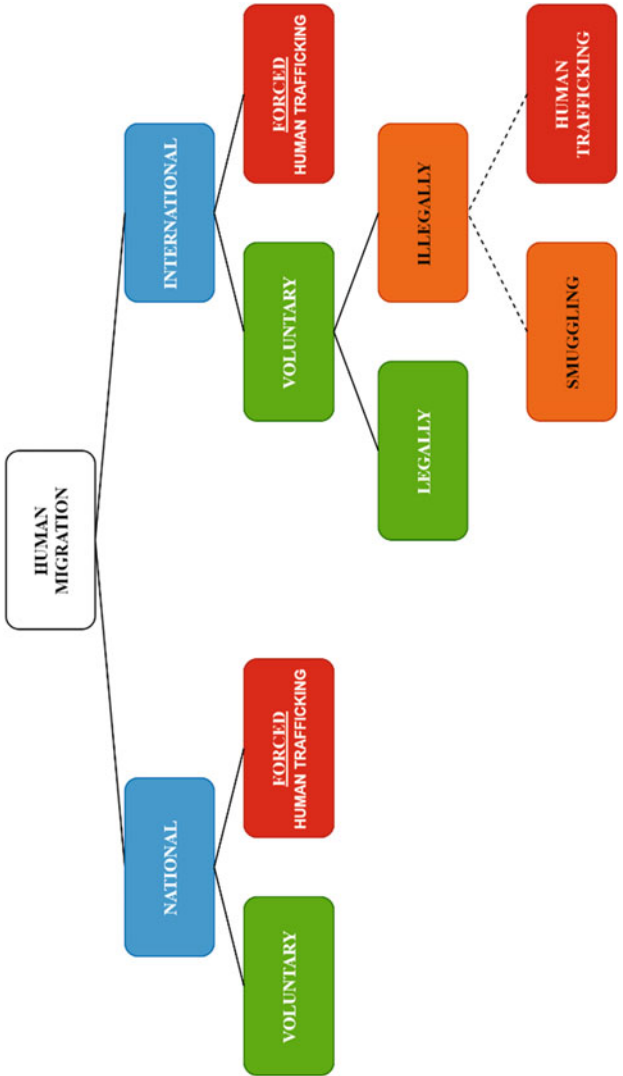 HUMAN
MIGRATION
NATIONAL
INTERNATIONAL
VOLUNTARY
FORCED
HUMAN TRAFFICKING
VOLUNTARY
FORCED
HUMAN TRAFFICKING
LEGALLY
ILLEGALLY
SMUGGLING
HUMAN
TRAFFICKING